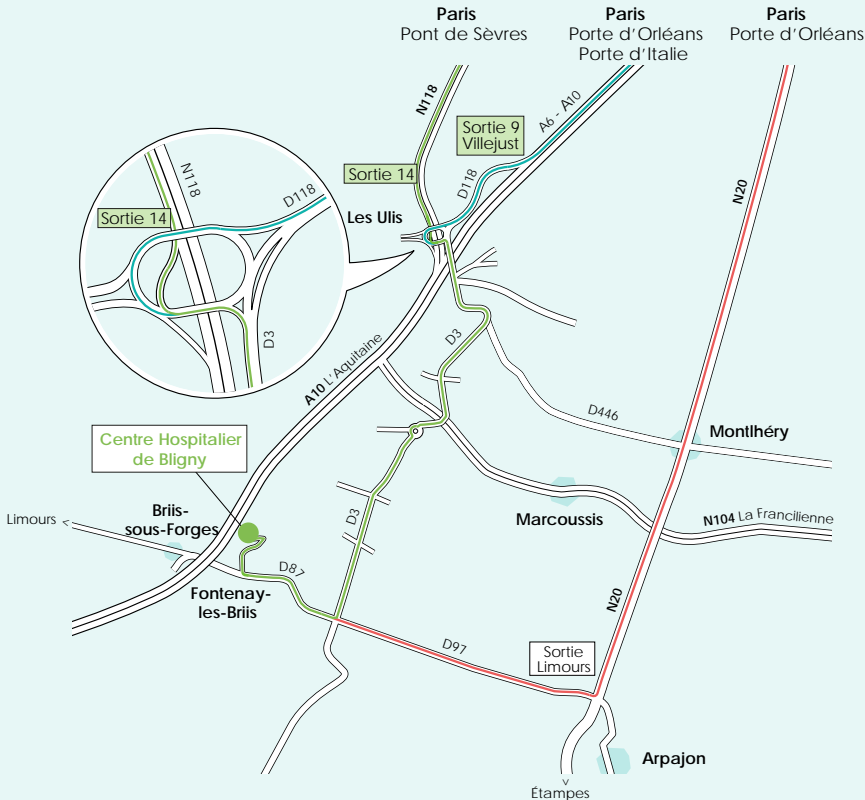 Paris
Pont de Sèvres
Paris
Porte d'Orléans
Porte d'Italie
Paris
Porte d'Orléans
N118
Sortie 9
Villejust
A6 - A10
Sortie 14
D118
N20
Les Ulis
N118
D118
Sortie 14
D3
D3
A10 L'Aquitaine
D446
Montlhéry
Centre Hospitalier
de Bligny
Marcoussis
N104 La Francilienne
Limours <
Briis-
sous-Forges
D3
D87
Fontenay-
les-Briis
N20
D97
Sortie
Limours
Arpajon
Étampes